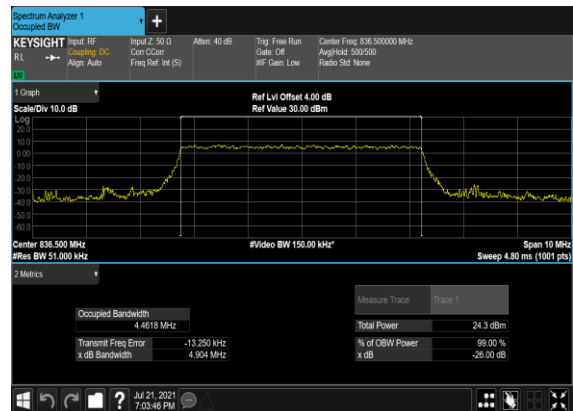 Spectrum Analyzer 1
Occupied BW
KEYSIGHT Input: RF Input Z: 50 Ω Atten: 40 dB Trig: Free Run Center Freq: 836.500000 MHz
RL Coupling: DC Corr CCorr Gate: Off Avg|Hold: 500/500
Align: Auto Freq Ref: Int (S) #IF Gain: Low Radio Std: None
1 Graph
Ref Lvl Offset 4.00 dB
Scale/Div 10.0 dB Ref Value 30.00 dBm
Log
20.0
10.0
0.00
-10.0
-20.0
-30.0
-40.0
-50.0
-60.0
Center 836.500 MHz #Video BW 150.00 kHz* Span 10 MHz
#Res BW 51.000 kHz Sweep 4.80 ms (1001 pts)
2 Metrics
Measure Trace Trace 1
Occupied Bandwidth
4.4618 MHz Total Power 24.3 dBm
Transmit Freq Error -13.250 kHz % of OBW Power 99.00 %
x dB Bandwidth 4.904 MHz x dB -26.00 dB
? Jul 21, 2021
7:03:46 PM